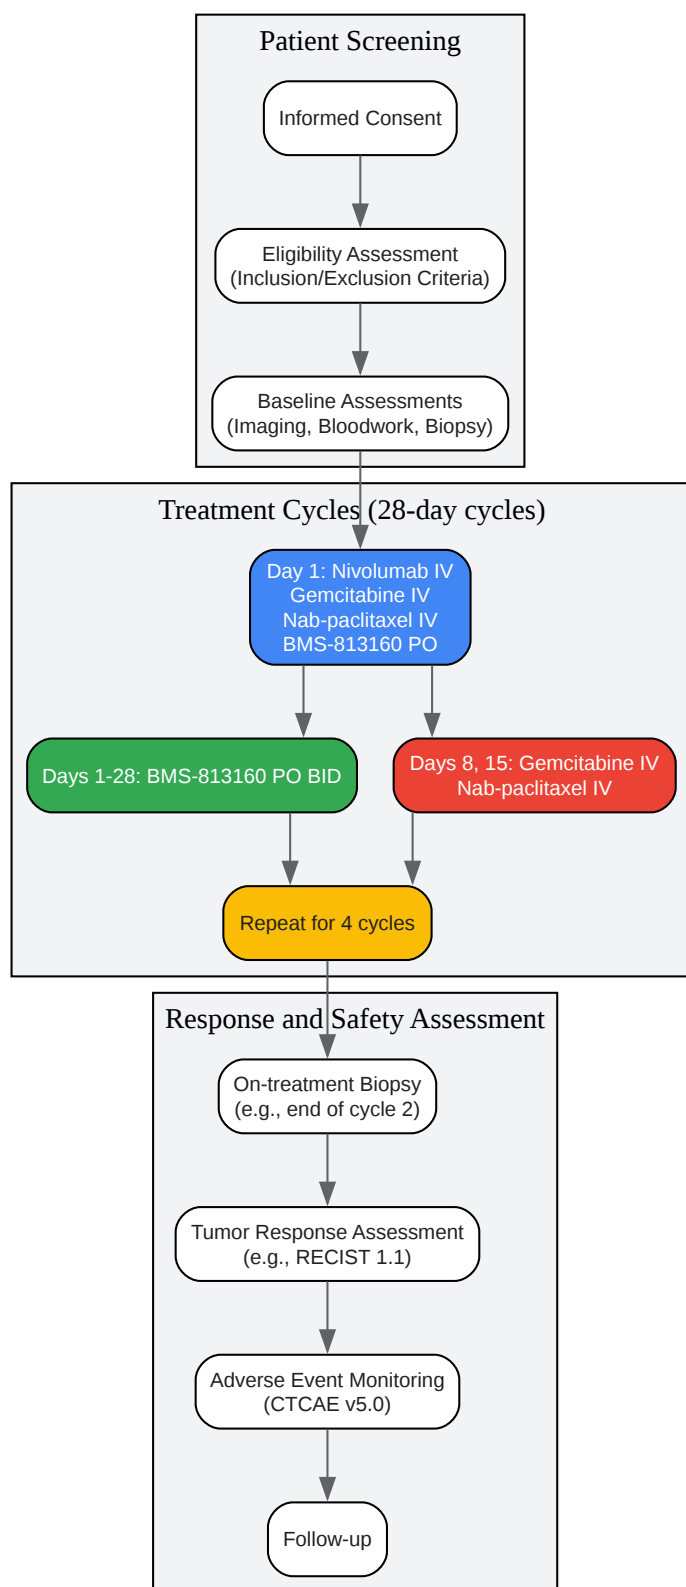 Patient Screening
Informed Consent
Eligibility Assessment
(Inclusion/Exclusion Criteria)
Baseline Assessments
(Imaging, Bloodwork, Biopsy)
Treatment Cycles (28-day cycles)
Day 1: Nivolumab IV
Gemcitabine IV
Nab-paclitaxel IV
BMS-813160 PO
Days 1-28: BMS-813160 PO BID
Days 8, 15: Gemcitabine IV
Nab-paclitaxel IV
Repeat for 4 cycles
Response and Safety Assessment
On-treatment Biopsy
(e.g., end of cycle 2)
Tumor Response Assessment
(e.g., RECIST 1.1)
Adverse Event Monitoring
(CTCAE v5.0)
Follow-up